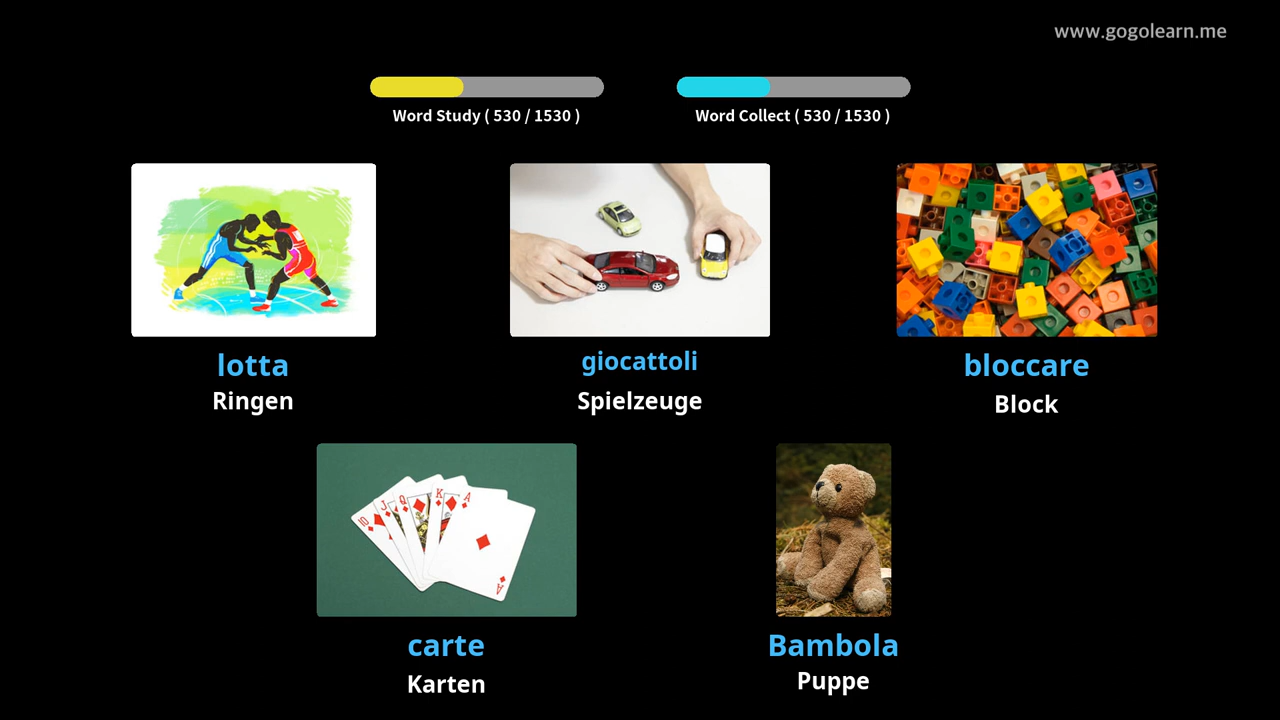 www.gogolearn.me
Word Study ( 530 / 1530 )
Word Collect ( 530 / 1530 )
lotta
Ringen
giocattoli
Spielzeuge
bloccare
Block
10 J Q K A
A
carte
Karten
Bambola
Puppe